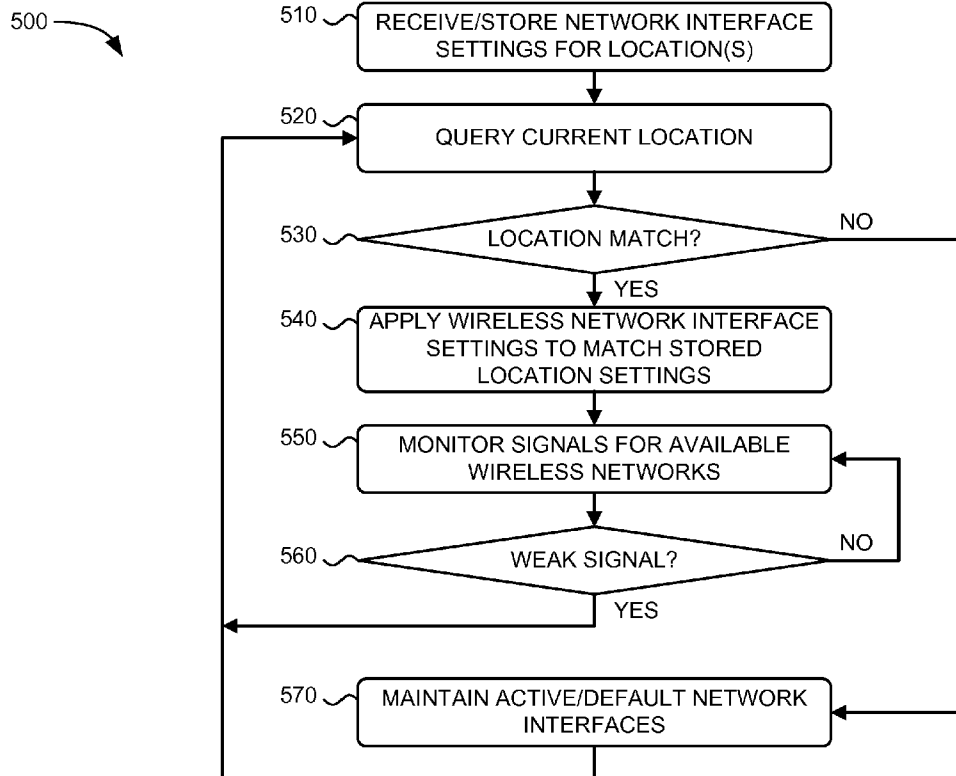 500
510
RECEIVE/STORE NETWORK INTERFACE
SETTINGS FOR LOCATION(S)
520
QUERY CURRENT LOCATION
530
LOCATION MATCH?
NO
YES
540
APPLY WIRELESS NETWORK INTERFACE
SETTINGS TO MATCH STORED
LOCATION SETTINGS
550
MONITOR SIGNALS FOR AVAILABLE
WIRELESS NETWORKS
560
WEAK SIGNAL?
NO
YES
570
MAINTAIN ACTIVE/DEFAULT NETWORK
INTERFACES